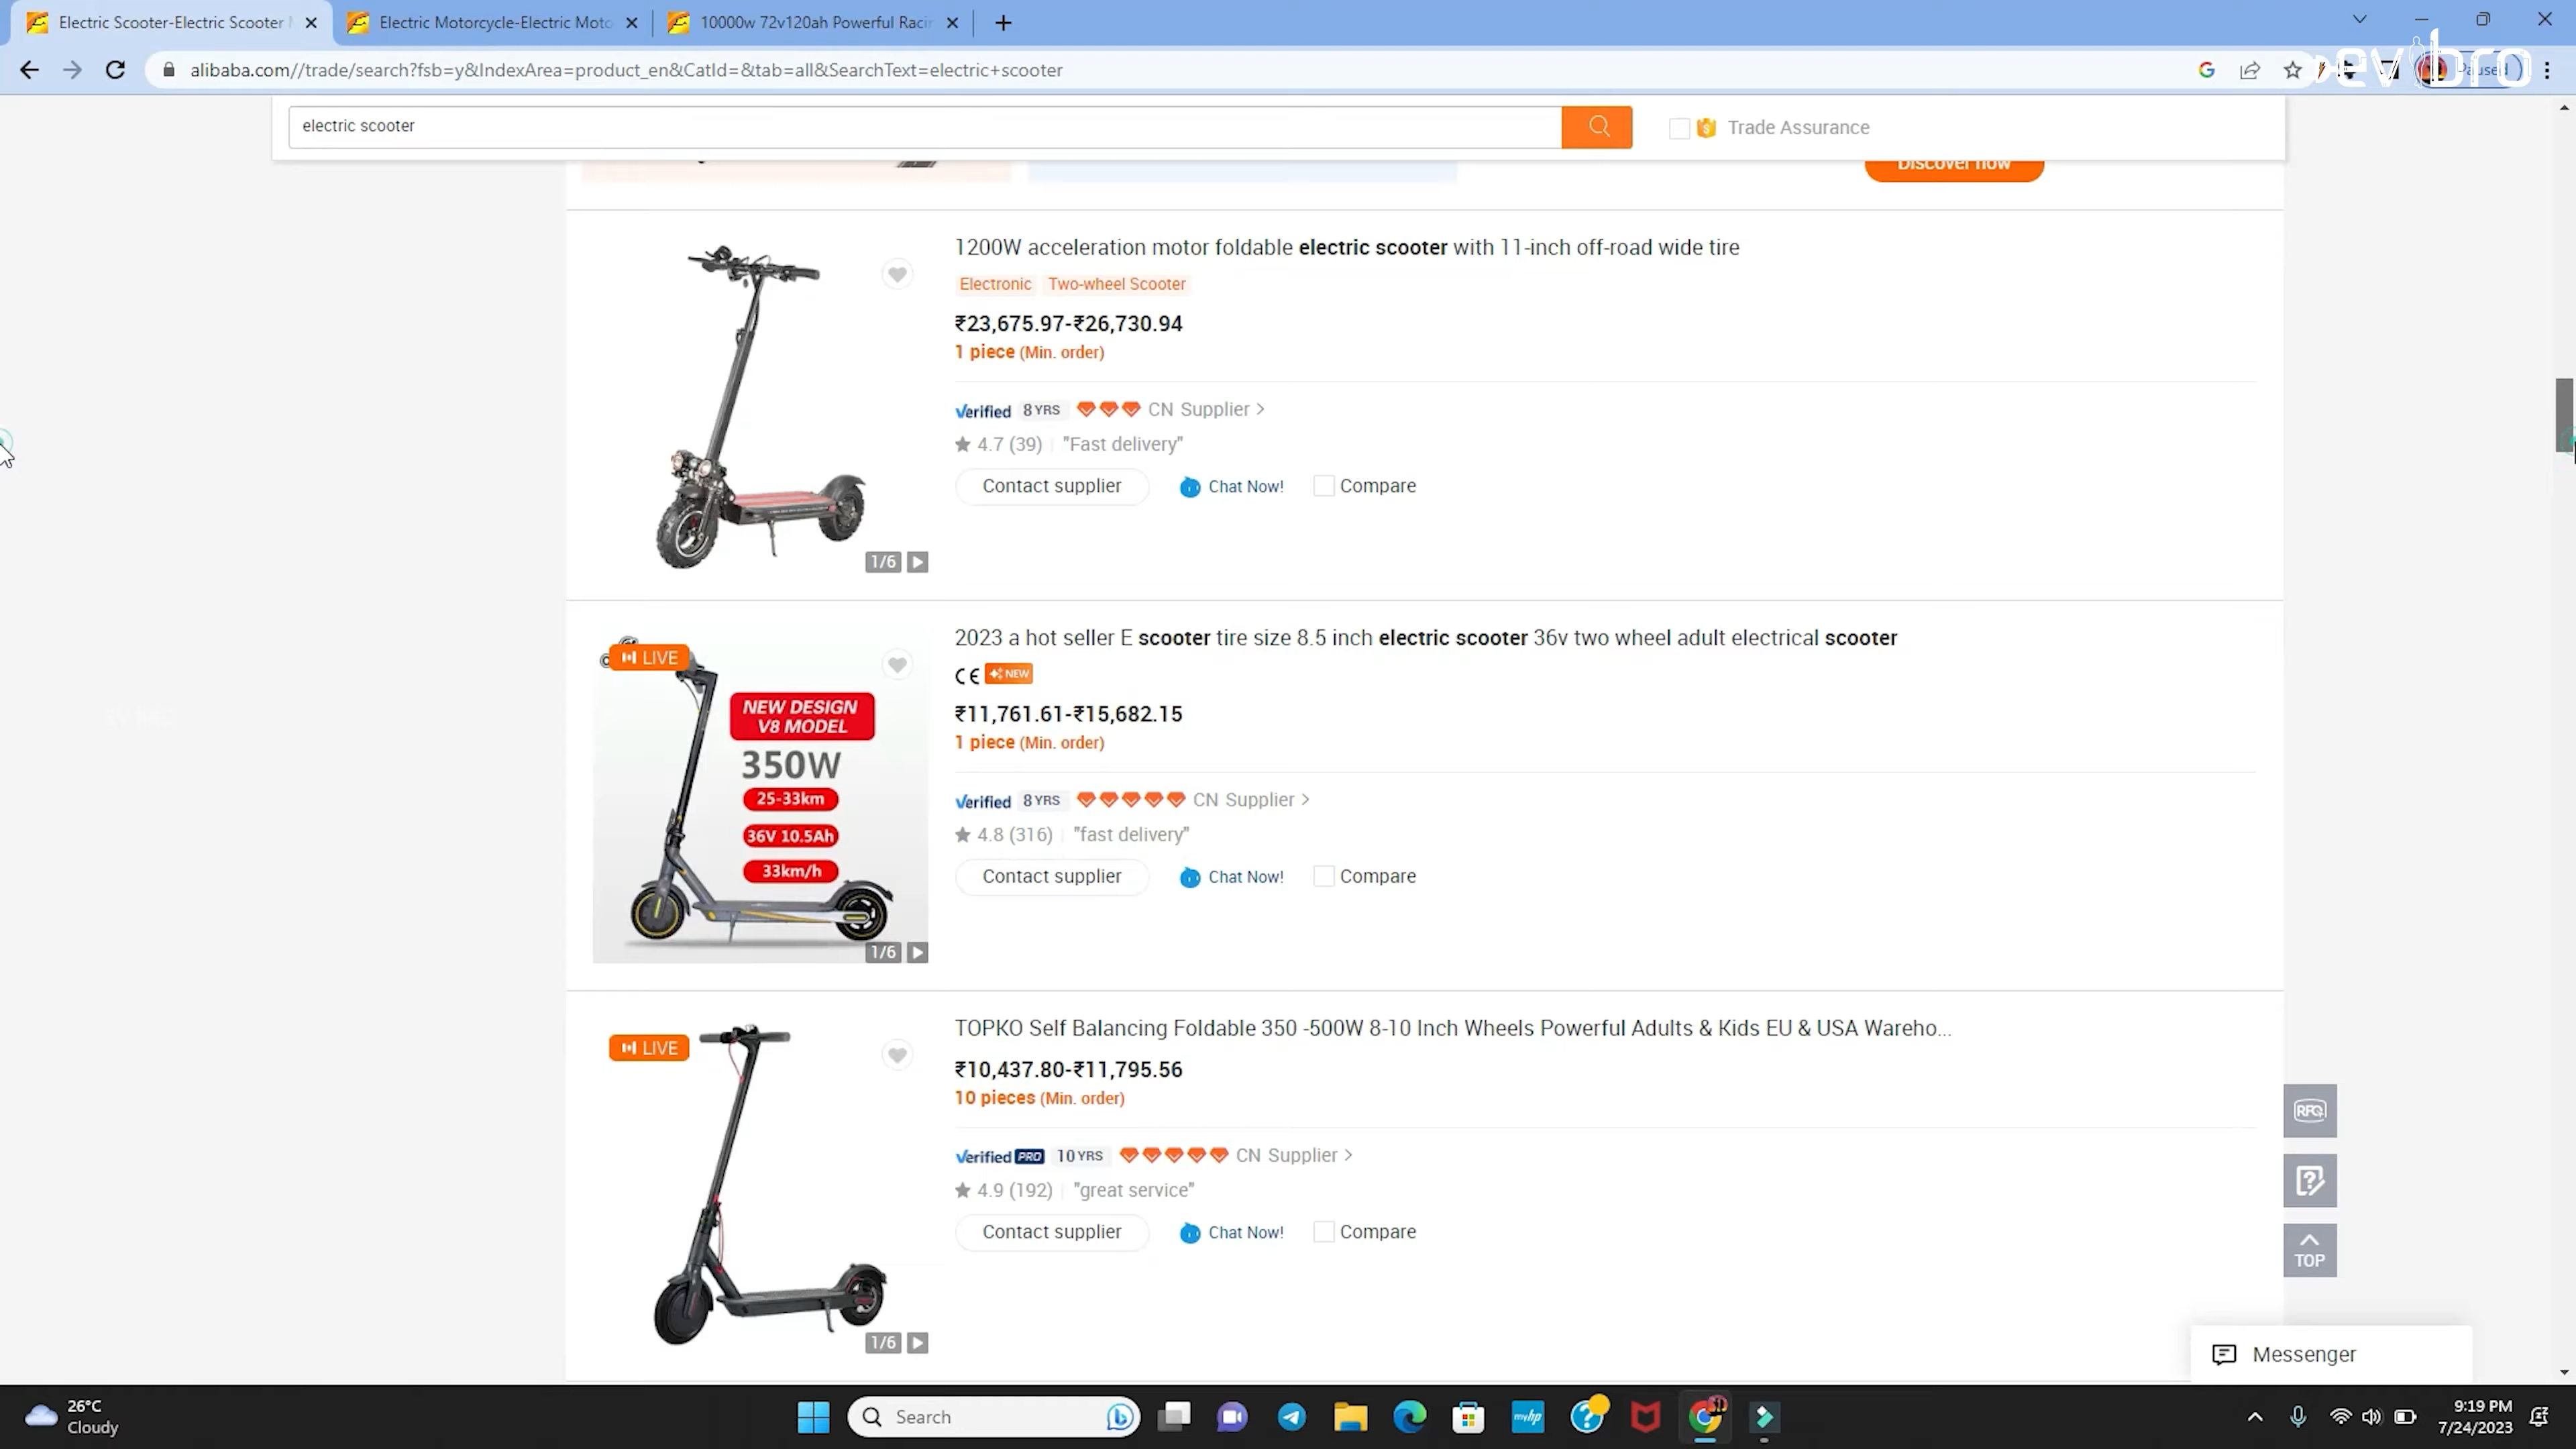 Electric Scooter-Electric Scooter
Electric Motorcycle-Electric Moto
10000w 72v120ah Powerful Racin
alibaba.com//trade/search?fsb=y&IndexArea=product_en&CatId=&tab=all&SearchText=electric+scooter
Paused
ev bro
electric scooter
Trade Assurance
Discover now
1200W acceleration motor foldable electric scooter with 11-inch off-road wide tire
Electronic Two-wheel Scooter
₹23,675.97-₹26,730.94
1 piece (Min. order)
Verified 8 YRS CN Supplier >
4.7 (39) "Fast delivery"
Contact supplier Chat Now! Compare
1/6
LIVE
NEW DESIGN
V8 MODEL
350W
25-33km
36V 10.5Ah
33km/h
1/6
2023 a hot seller E scooter tire size 8.5 inch electric scooter 36v two wheel adult electrical scooter
CE NEW
₹11,761.61-₹15,682.15
1 piece (Min. order)
Verified 8 YRS CN Supplier >
4.8 (316) "fast delivery"
Contact supplier Chat Now! Compare
LIVE
1/6
TOPKO Self Balancing Foldable 350 -500W 8-10 Inch Wheels Powerful Adults & Kids EU & USA Wareho...
₹10,437.80-₹11,795.56
10 pieces (Min. order)
Verified PRO 10 YRS CN Supplier >
4.9 (192) "great service"
Contact supplier Chat Now! Compare
RFQ
TOP
Messenger
26°C
Cloudy
Search
myhp
9:19 PM
7/24/2023